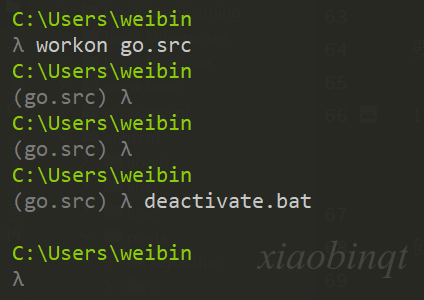 C:\Users\weibin
λ workon go.src
C:\Users\weibin
(go.src) λ
C:\Users\weibin
(go.src) λ
C:\Users\weibin
(go.src) λ deactivate.bat
C:\Users\weibin
λ
xiaobinqt
63
64
65
66
67
68
69